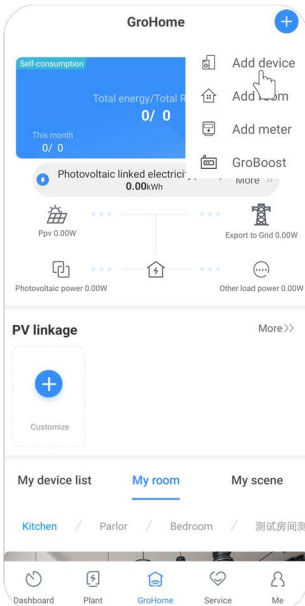 GroHome
Add device
Self-consumption
Add room
Total energy/Total R
0/ 0
Add meter
This month
0/ 0
GroBoost
Photovoltaic linked electrici
More >>
0.00kWh
Ppv 0.00W
Export to Grid 0.00W
Photovoltaic power 0.00W
Other load power 0.00W
PV linkage
More>>
Customize
My device list
My room
My scene
Kitchen / Parlor / Bedroom / 测试房间测
Dashboard
Plant
GroHome
Service
Me